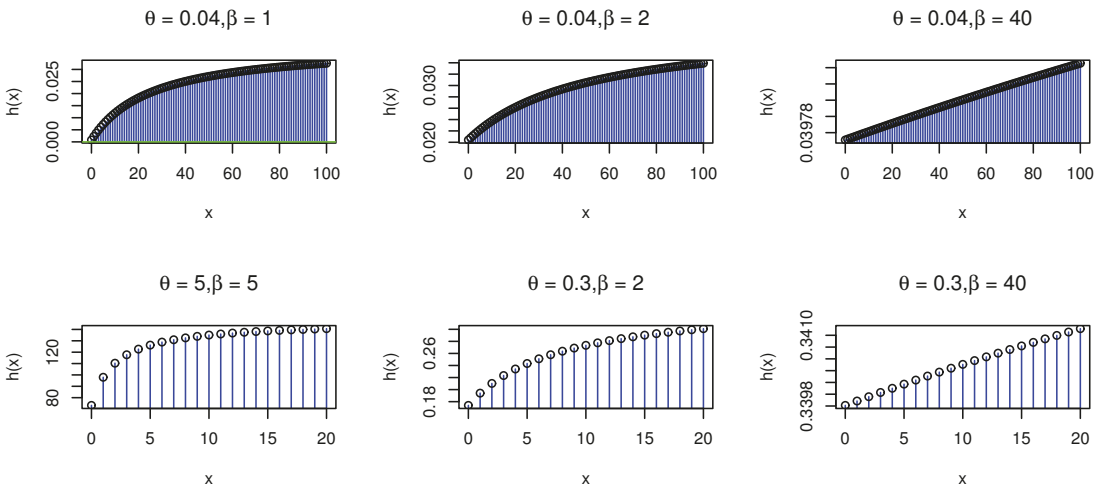 θ = 0.04,β = 1
h(x)
0.025
0.000
0 20 40 60 80 100
x
θ = 0.04,β = 2
h(x)
0.030
0.020
0 20 40 60 80 100
x
θ = 0.04,β = 40
h(x)
0.03978
0 20 40 60 80 100
x
θ = 5,β = 5
h(x)
120
80
0 5 10 15 20
x
θ = 0.3,β = 2
h(x)
0.26
0.18
0 5 10 15 20
x
θ = 0.3,β = 40
h(x)
0.3410
0.3398
0 5 10 15 20
x